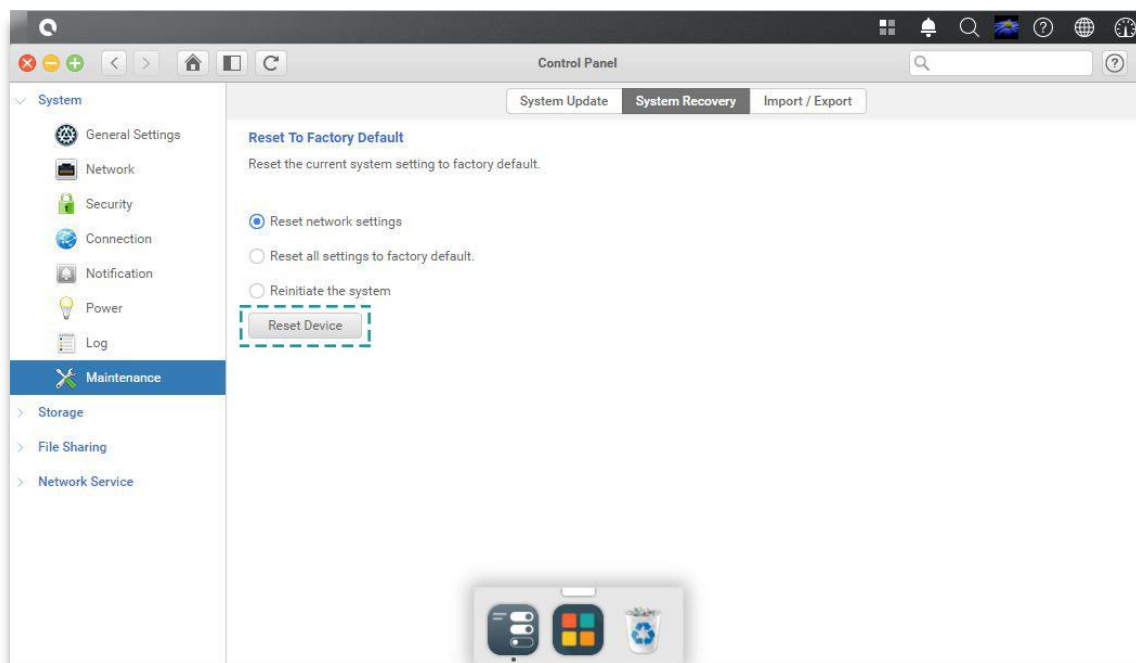 Control Panel
System
System Update
System Recovery
Import / Export
General Settings
Network
Security
Connection
Notification
Power
Log
Maintenance
Storage
File Sharing
Network Service
Reset To Factory Default
Reset the current system setting to factory default.
Reset network settings
Reset all settings to factory default.
Reinitiate the system
Reset Device